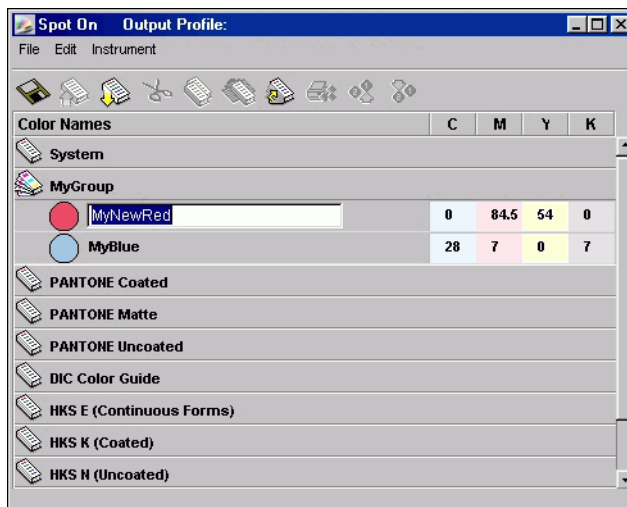 Spot On Output Profile:
File Edit Instrument
Color Names C M Y K
System
MyGroup
MyNewRed 0 84.5 54 0
MyBlue 28 7 0 7
PANTONE Coated
PANTONE Matte
PANTONE Uncoated
DIC Color Guide
HKS E (Continuous Forms)
HKS K (Coated)
HKS N (Uncoated)